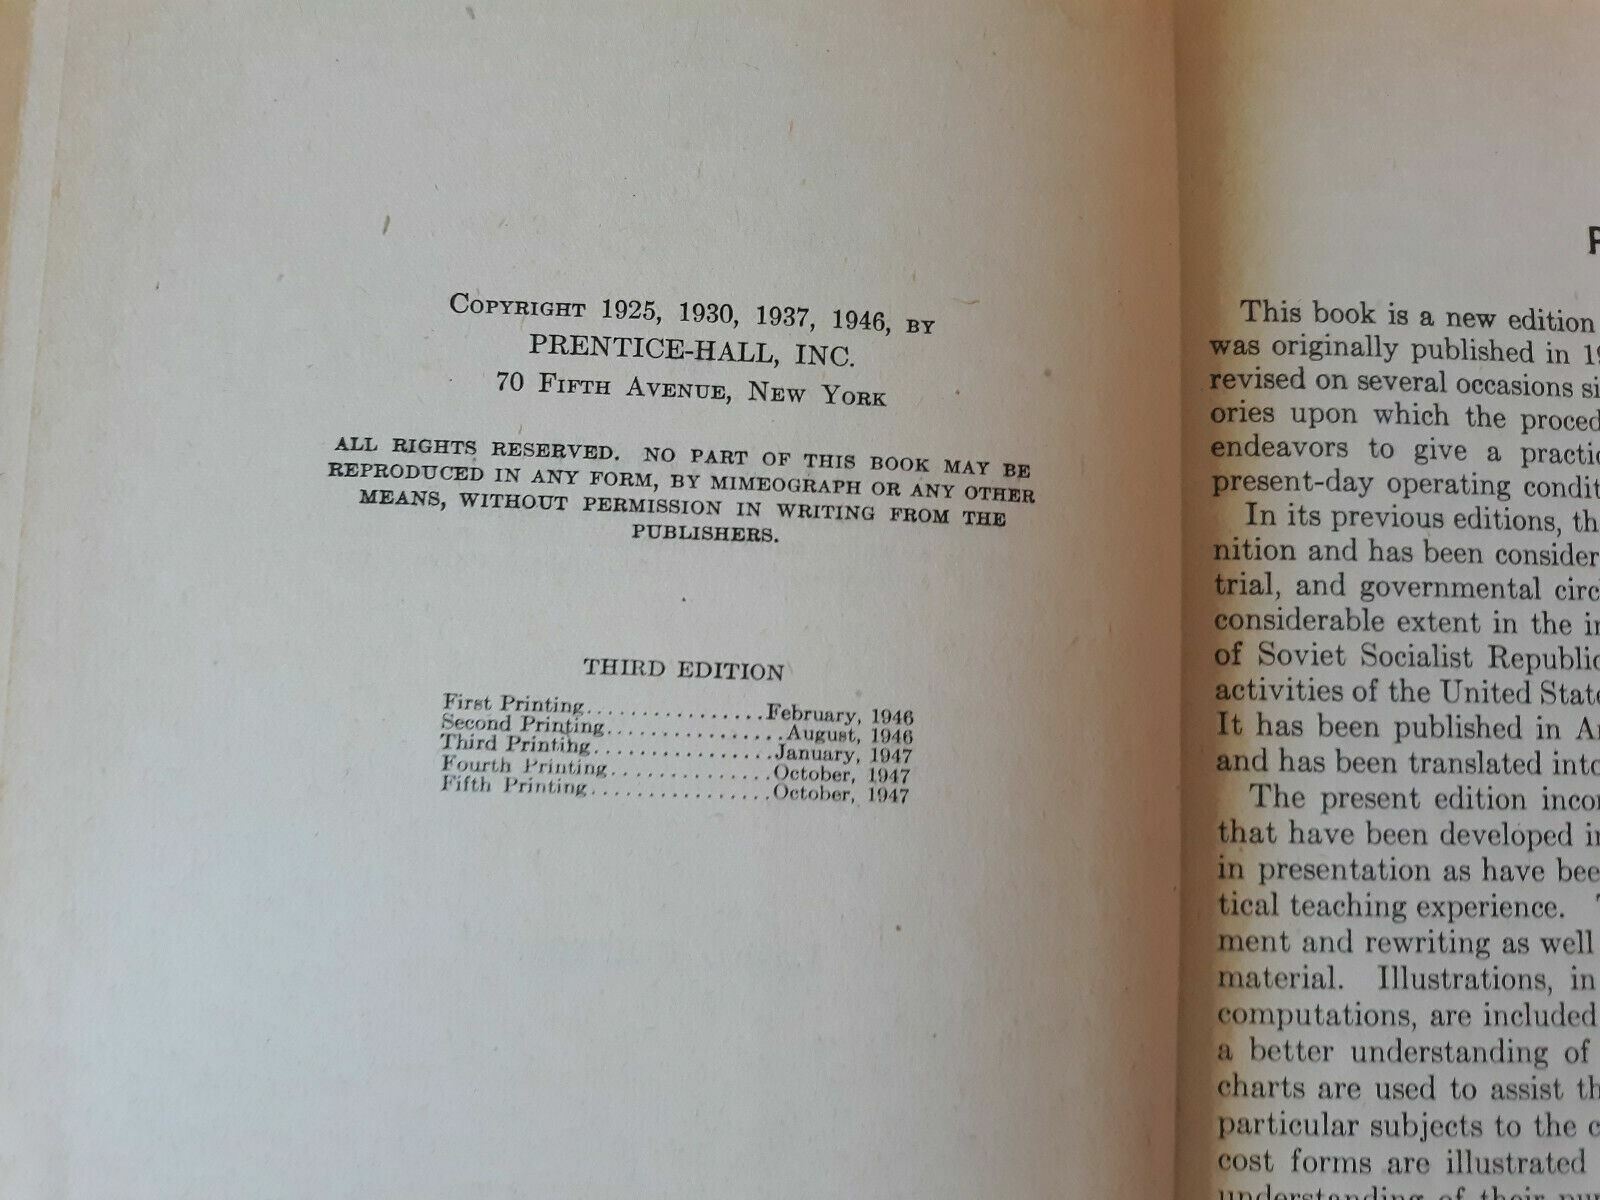 COPYRIGHT 1925, 1930, 1937, 1946, BY
PRENTICE-HALL, INC.
70 FIFTH AVENUE, NEW YORK
ALL RIGHTS RESERVED. NO PART OF THIS BOOK MAY BE
REPRODUCED IN ANY FORM, BY MIMEOGRAPH OR ANY OTHER
MEANS, WITHOUT PERMISSION IN WRITING FROM THE
PUBLISHERS.
THIRD EDITION
First Printing................February, 1946
Second Printing................August, 1946
Third Printing................January, 1947
Fourth Printing..............October, 1947
Fifth Printing................October, 1947
This book is a new edition
was originally published in
revised on several occasions
ories upon which the
endeavors to give a
present-day operating
In its previous editions,
nition and has been
trial, and governmental
considerable extent in the
of Soviet Socialist
activities of the United
It has been published in
and has been translated
The present edition
that have been developed
in presentation as have
tical teaching experience.
ment and rewriting as well
material. Illustrations, in
computations, are included
a better understanding of
charts are used to assist
particular subjects to the
cost forms are illustrated
understanding of their